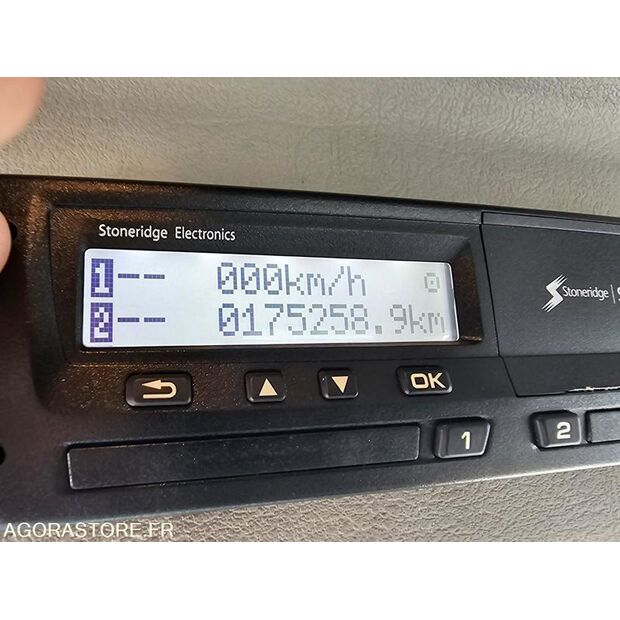 Stoneridge Electronics
1-- 000km/h
2-- 0175258.9km
Stoneridge
OK
1
2
AGORASTORE.FR